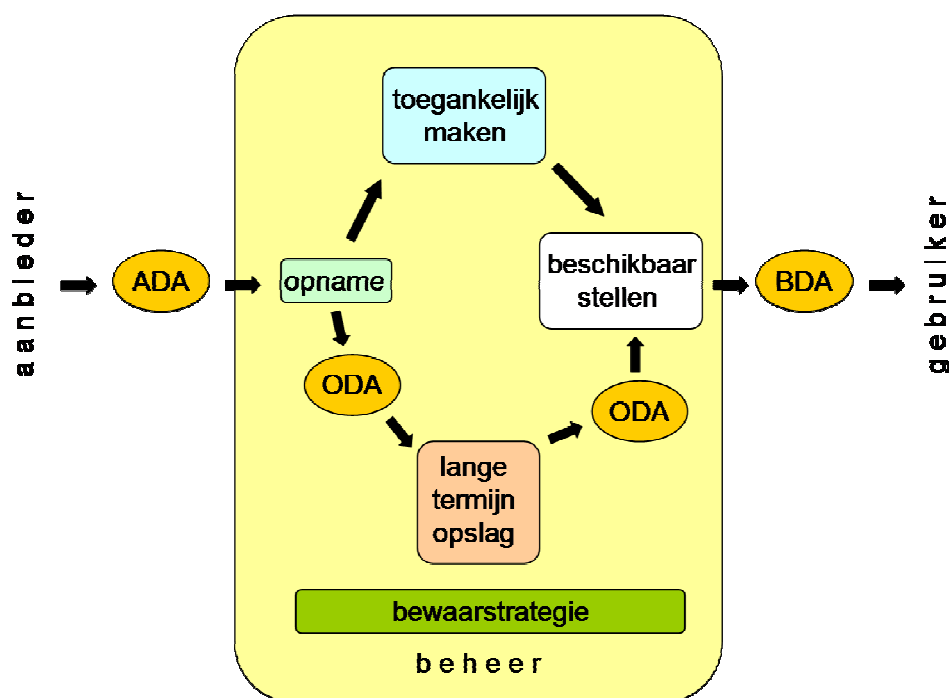 toegankelijk
maken
aanbieder
ADA
opname
beschikbaar
stellen
BDA
gebruiker
ODA
ODA
lange
termijn
opslag
bewaarstrategie
beheer